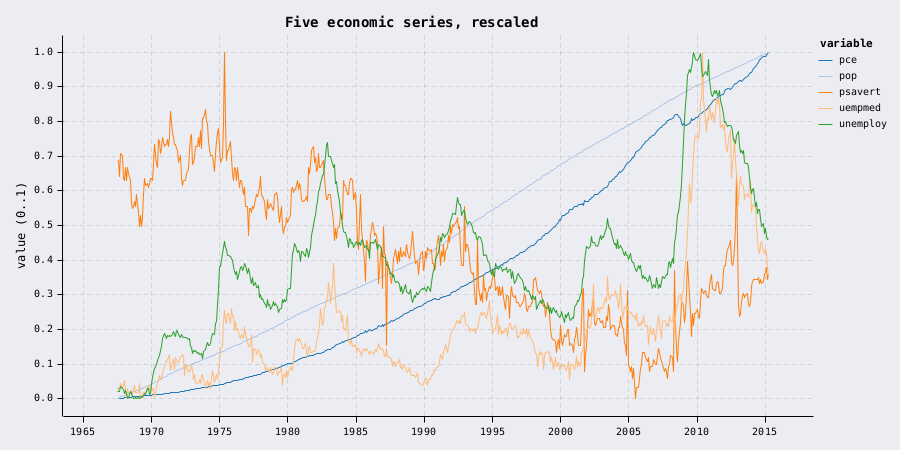 Five economic series, rescaled
variable
pce
pop
psavert
uempmed
unemploy
value (0..1)
1.0
0.9
0.8
0.7
0.6
0.5
0.4
0.3
0.2
0.1
0.0
1965 1970 1975 1980 1985 1990 1995 2000 2005 2010 2015